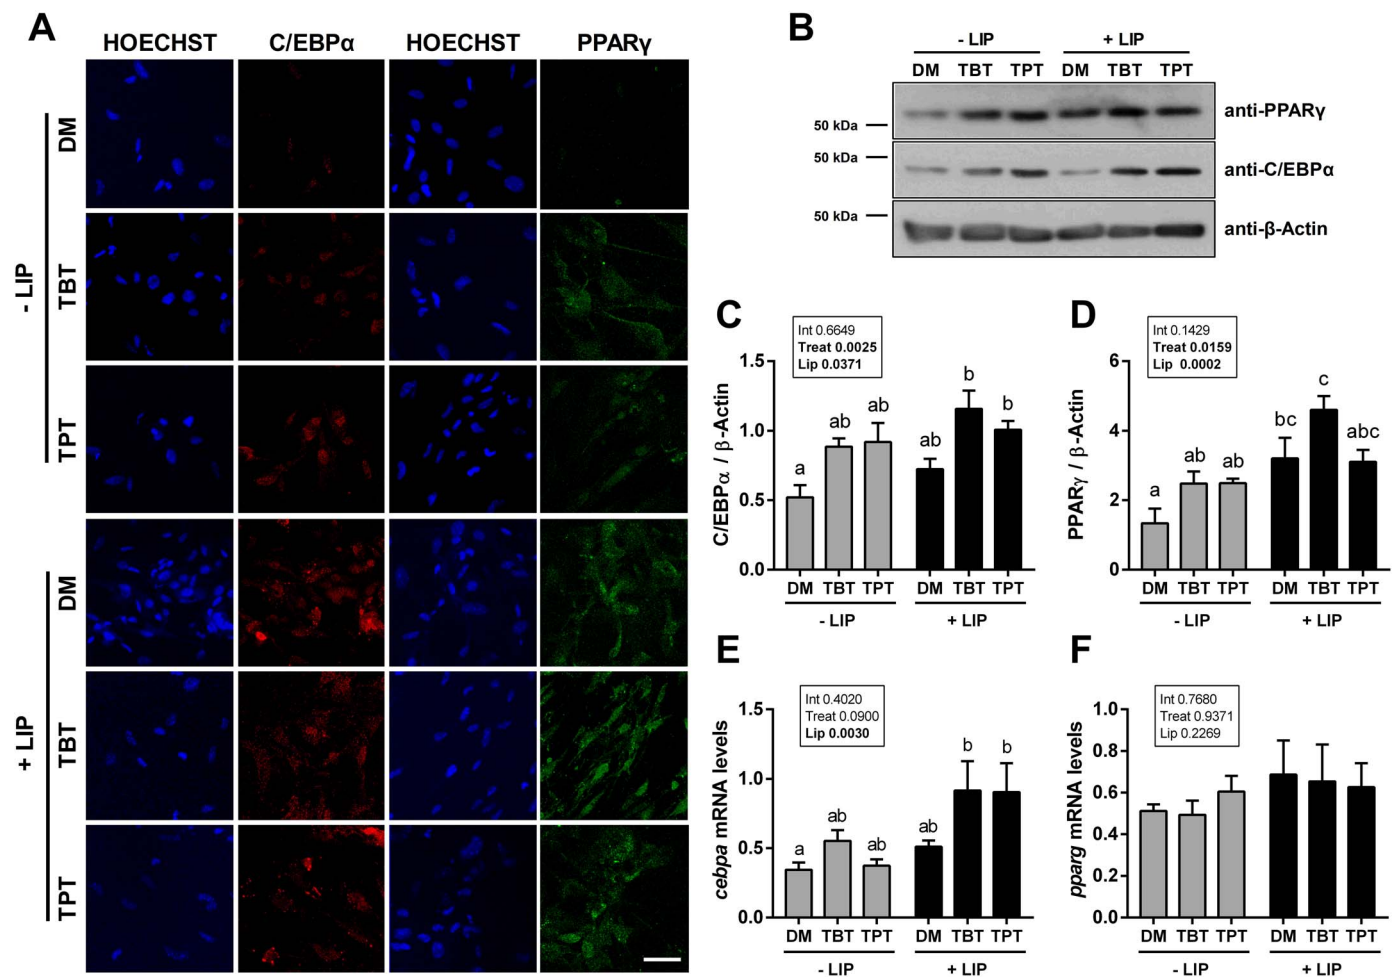 A
HOECHST C/EBPα HOECHST PPARγ
- LIP
DM
TBT
TPT
+ LIP
DM
TBT
TPT
B
- LIP + LIP
DM TBT TPT DM TBT TPT
50 kDa
anti-PPARγ
50 kDa
anti-C/EBPα
50 kDa
anti-β-Actin
C
Int 0.6649
Treat 0.0025
Lip 0.0371
C/EBPα / β-Actin
1.5
1.0
0.5
0.0
a ab ab ab b b
DM TBT TPT DM TBT TPT
- LIP + LIP
D
Int 0.1429
Treat 0.0159
Lip 0.0002
PPARγ / β-Actin
6
4
2
0
a ab ab bc c abc
DM TBT TPT DM TBT TPT
- LIP + LIP
E
Int 0.4020
Treat 0.0900
Lip 0.0030
cebpa mRNA levels
1.5
1.0
0.5
0.0
a ab ab ab b b
DM TBT TPT DM TBT TPT
- LIP + LIP
F
Int 0.7680
Treat 0.9371
Lip 0.2269
pparg mRNA levels
1.0
0.8
0.6
0.4
0.2
0.0
DM TBT TPT DM TBT TPT
- LIP + LIP